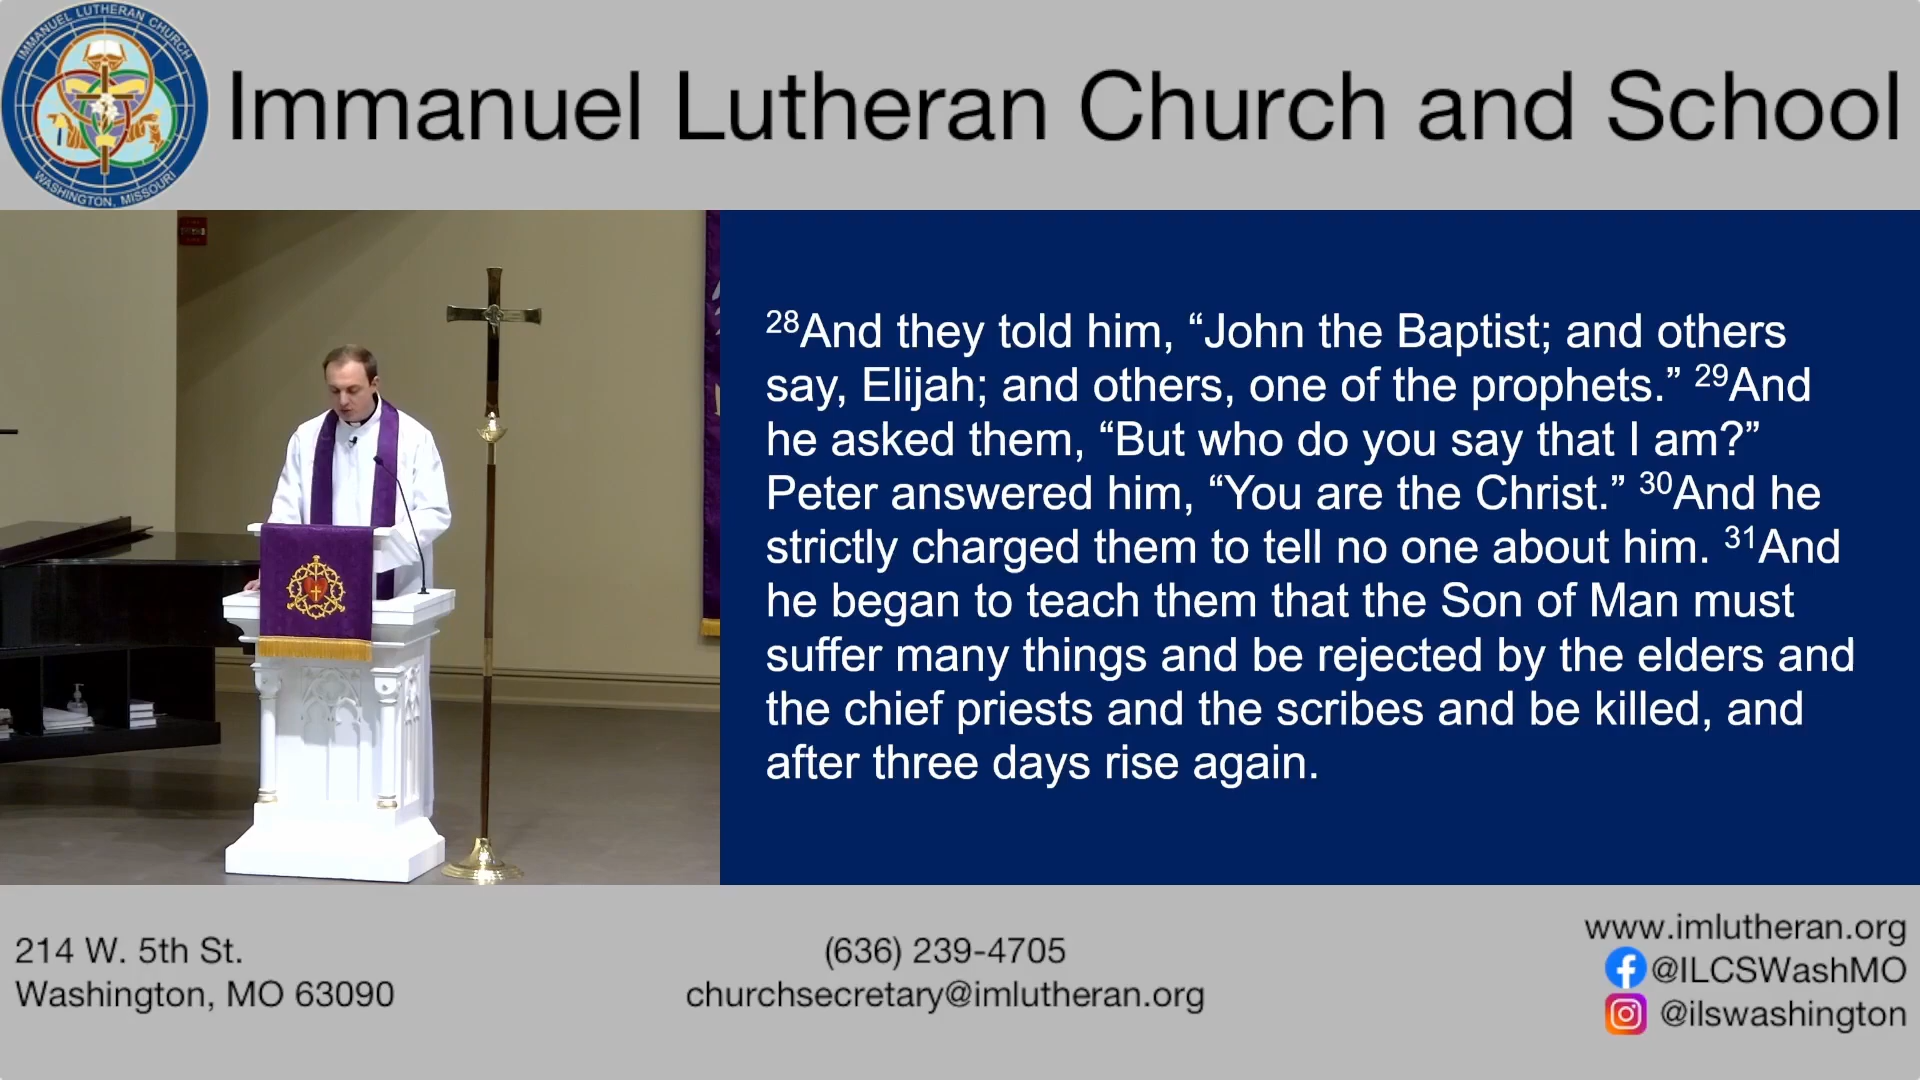 IMMANUEL LUTHERAN CHURCH
WASHINGTON, MISSOURI
Immanuel Lutheran Church and School
28And they told him, “John the Baptist; and others
say, Elijah; and others, one of the prophets.” 29And
he asked them, “But who do you say that I am?”
Peter answered him, “You are the Christ.” 30And he
strictly charged them to tell no one about him. 31And
he began to teach them that the Son of Man must
suffer many things and be rejected by the elders and
the chief priests and the scribes and be killed, and
after three days rise again.
214 W. 5th St.
Washington, MO 63090
(636) 239-4705
churchsecretary@imlutheran.org
www.imlutheran.org
@ILCSWashMO
@ilswashington